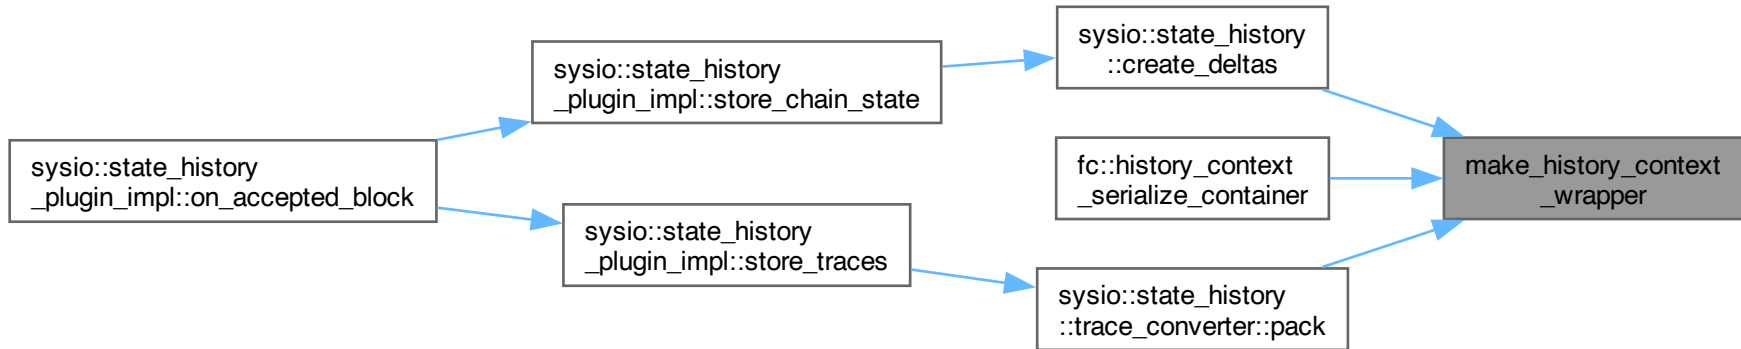 sysio::state_history
::create_deltas
sysio::state_history
_plugin_impl::store_chain_state
sysio::state_history
_plugin_impl::on_accepted_block
fc::history_context
_serialize_container
make_history_context
_wrapper
sysio::state_history
_plugin_impl::store_traces
sysio::state_history
::trace_converter::pack